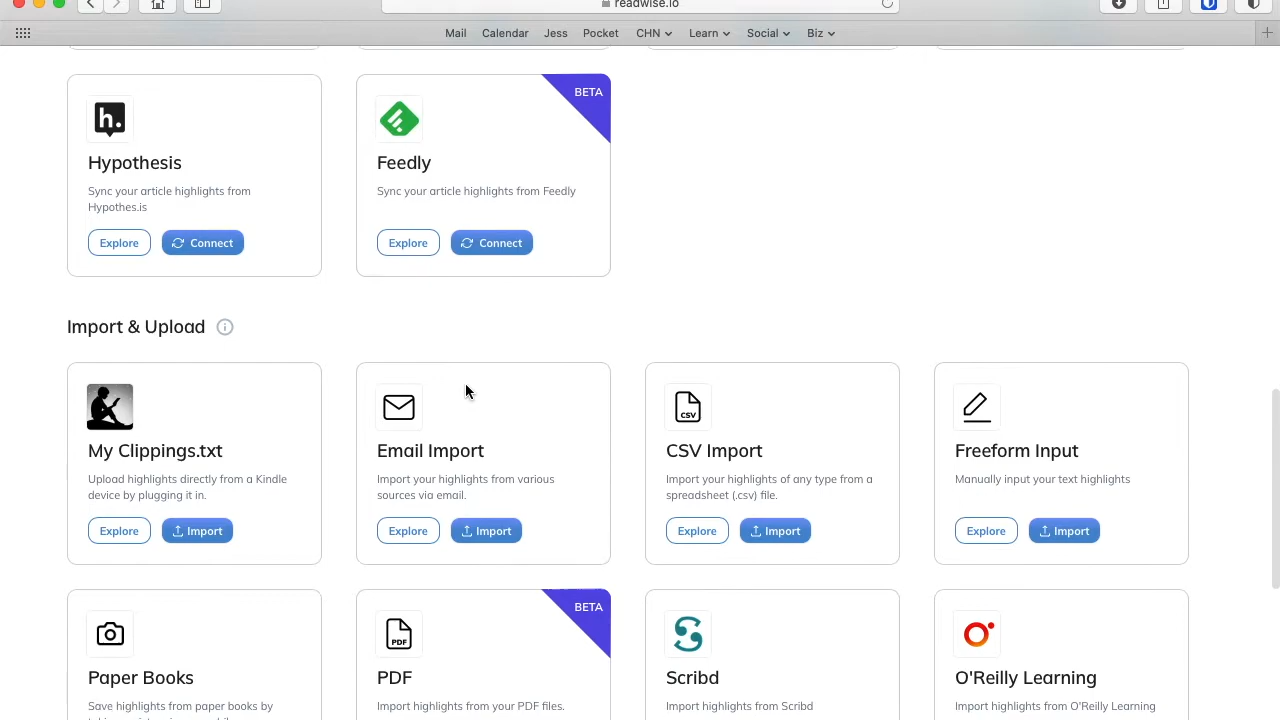 readwise.io
Mail Calendar Jess Pocket CHN Learn Social Biz
BETA
h.
Hypothesis
Sync your article highlights from
Hypothes.is
Explore Connect
Feedly
Sync your article highlights from Feedly
Explore Connect
Import & Upload
My Clippings.txt
Upload highlights directly from a Kindle
device by plugging it in.
Explore Import
Email Import
Import your highlights from various
sources via email.
Explore Import
CSV
CSV Import
Import your highlights of any type from a
spreadsheet (.csv) file.
Explore Import
Freeform Input
Manually input your text highlights
Explore Import
Paper Books
Save highlights from paper books by
BETA
PDF
PDF
Import highlights from your PDF files.
Scribd
Import highlights from Scribd
O'Reilly Learning
Import highlights from O'Reilly Learning